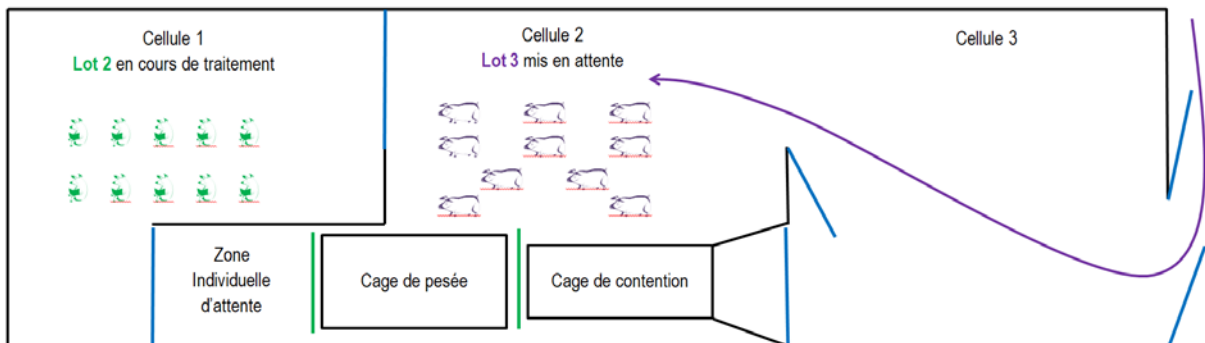 Cellule 1
Lot 2 en cours de traitement
Cellule 2
Lot 3 mis en attente
Cellule 3
Zone
Individuelle
d'attente
Cage de pesée
Cage de contention